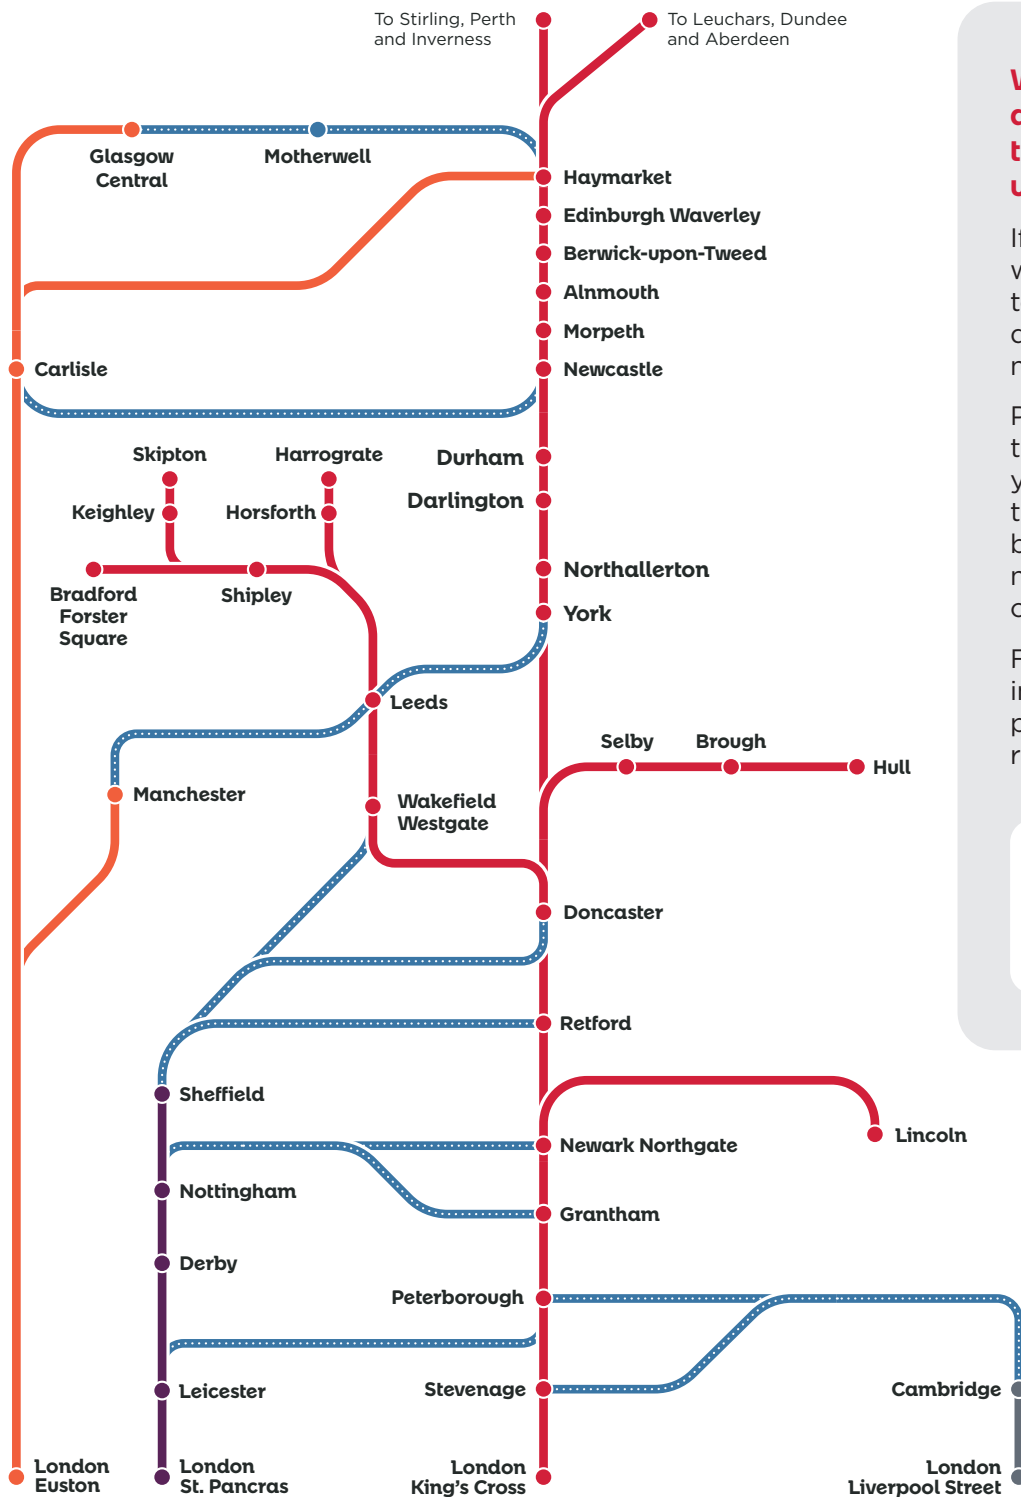 To Stirling, Perth
and Inverness
To Leuchars, Dundee
and Aberdeen
Glasgow
Central
Motherwell
Haymarket
Edinburgh Waverley
Berwick-upon-Tweed
Alnmouth
Morpeth
Carlisle
Newcastle
Skipton
Harrograte
Durham
Keighley
Horsforth
Darlington
Bradford
Forster
Square
Shipley
Northallerton
York
Leeds
Selby
Brough
Hull
Manchester
Wakefield
Westgate
Doncaster
Retford
Sheffield
Lincoln
Newark Northgate
Nottingham
Grantham
Derby
Peterborough
Leicester
Stevenage
Cambridge
London
Euston
London
St. Pancras
London
King's Cross
London
Liverpool Street